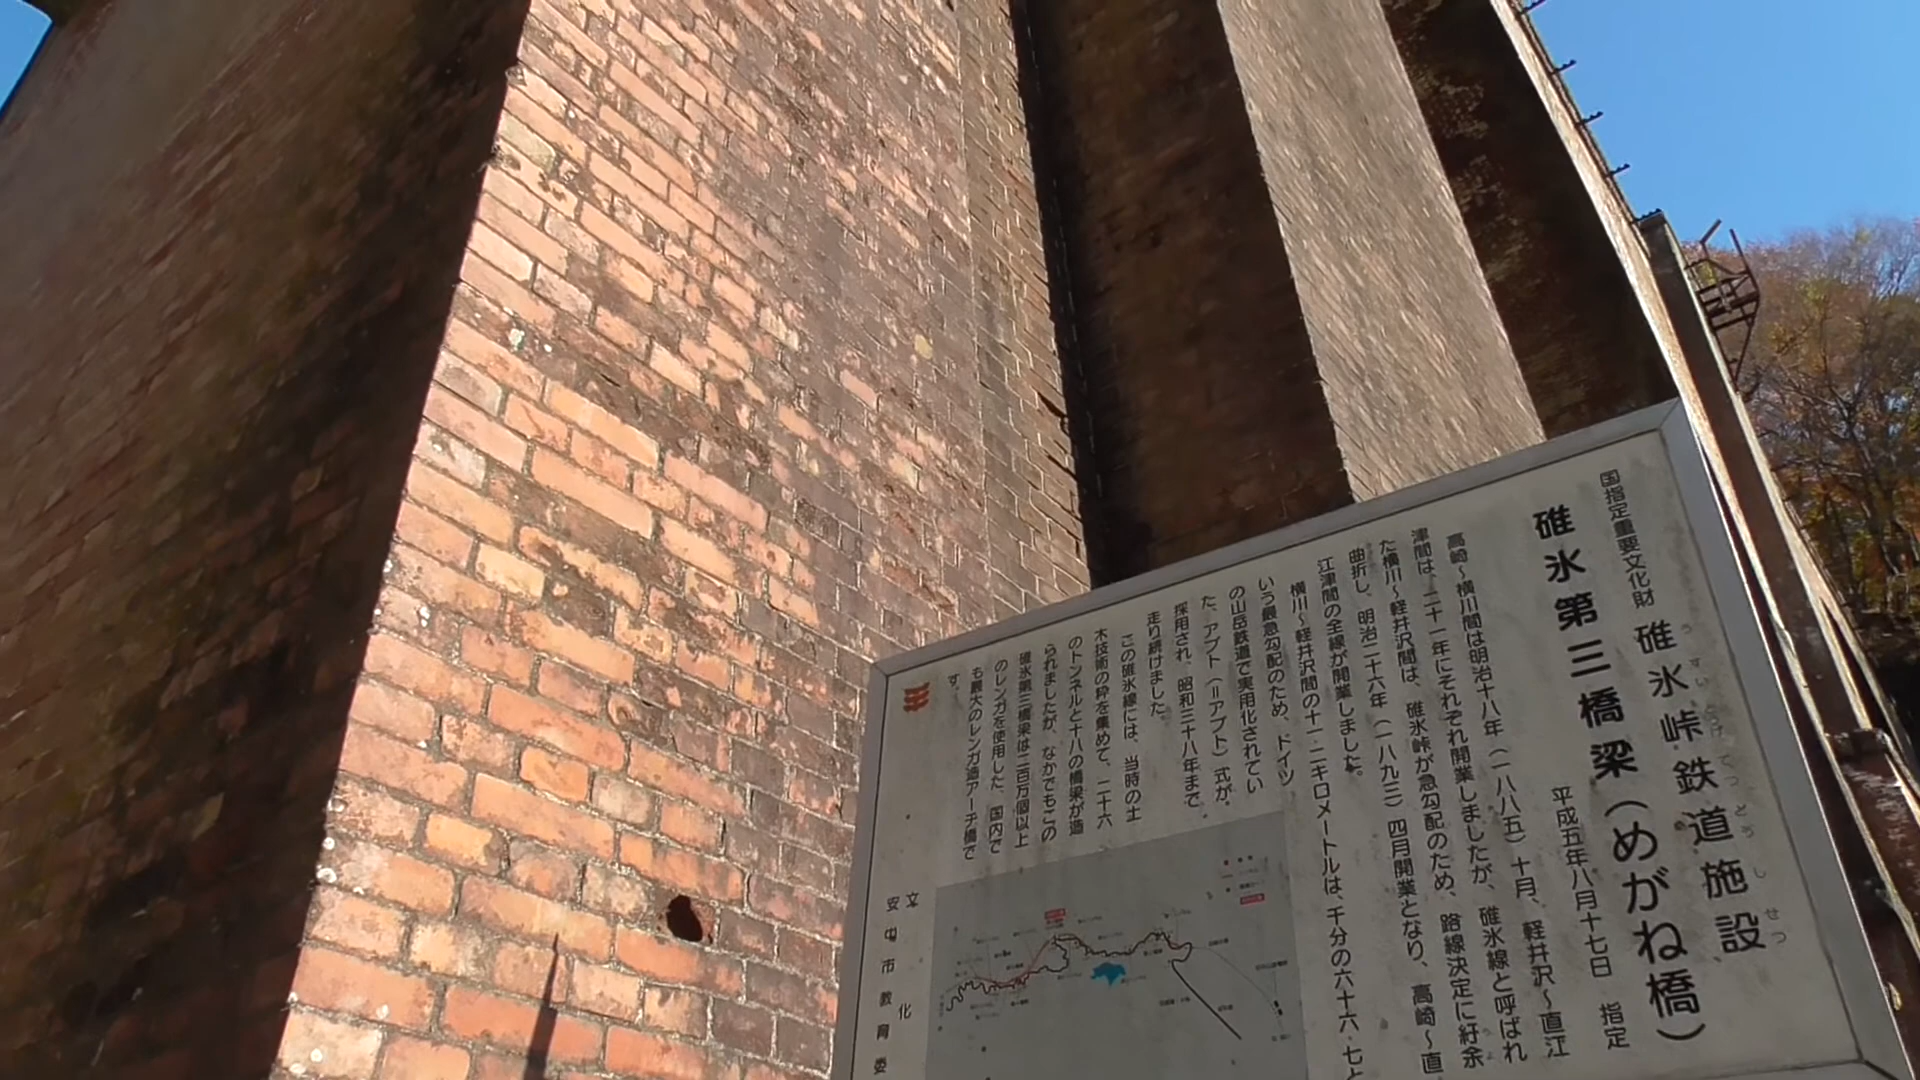 国指定重要文化財 碓氷峠鉄道施設
うすいとうげてつどうしせつ
碓氷第三橋梁(めがね橋)
平成五年八月十七日 指定
高崎~横川間は明治十八年(一八八五)十月、軽井沢~直江
津間は二十一年にそれぞれ開業しましたが、碓氷線と呼ばれ
た横川~軽井沢間は、碓氷峠が急勾配のため、路線決定に紆余
曲折し、明治二十六年(一八九三)四月開業となり、高崎~直
江津間の全線が開業しました。
横川~軽井沢間の十一・二キロメートルは、千分の六十六・七と
いう最急勾配のため、ドイツ
の山岳鉄道で実用化されてい
た、アプト(=アブト)式が、
採用され、昭和三十八年まで、
走り続けました。
この碓氷線には、当時の土
木技術の粋を集めて、二十六
のトンネルと十八の橋梁が造
られましたが、なかでもこの
碓氷第三橋梁は二百万個以上
のレンガを使用した、国内で
も最大のレンガ造アーチ橋で
す。
文化
安中市教育委